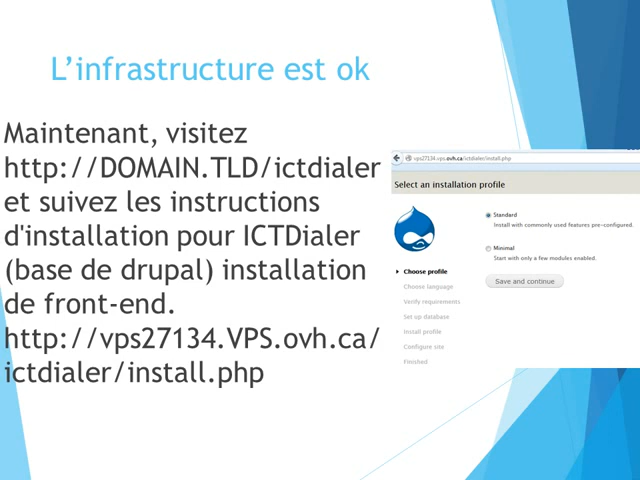 L’infrastructure est ok
Maintenant, visitez
http://DOMAIN.TLD/ictdialer
et suivez les instructions
d'installation pour ICTDialer
(base de drupal) installation
de front-end.
http://vps27134.VPS.ovh.ca/
ictdialer/install.php
vps27134.vps.ovh.ca/ictdialer/install.php
Select an installation profile
Choose profile
Choose language
Verify requirements
Set up database
Install profile
Configure site
Finished
Standard
Install with commonly used features pre-configured.
Minimal
Start with only a few modules enabled.
Save and continue